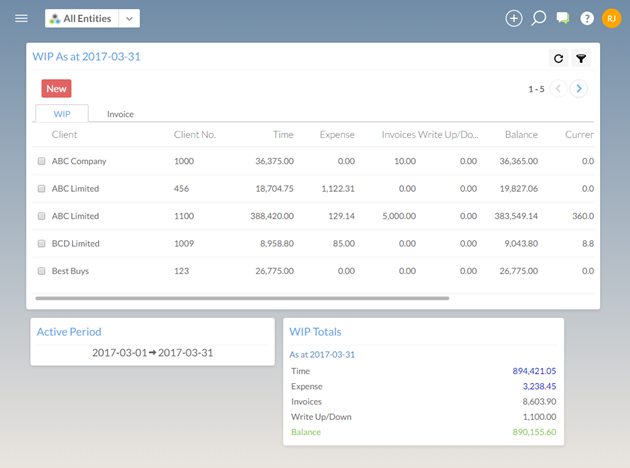 All Entities
? RJ
WIP As at 2017-03-31
New
1 - 5
WIP Invoice
Client Client No. Time Expense Invoices Write Up/Do... Balance Currer
ABC Company 1000 36,375.00 0.00 10.00 0.00 36,365.00 0.0
ABC Limited 456 18,704.75 1,122.31 0.00 0.00 19,827.06 0.0
ABC Limited 1100 388,420.00 129.14 5,000.00 0.00 383,549.14 360.0
BCD Limited 1009 8,958.80 85.00 0.00 0.00 9,043.80 8.8
Best Buys 123 26,775.00 0.00 0.00 0.00 26,775.00 0.0
Active Period
2017-03-01➔2017-03-31
WIP Totals
As at 2017-03-31
Time 894,421.05
Expense 3,238.45
Invoices 8,603.90
Write Up/Down 1,100.00
Balance 890,155.60